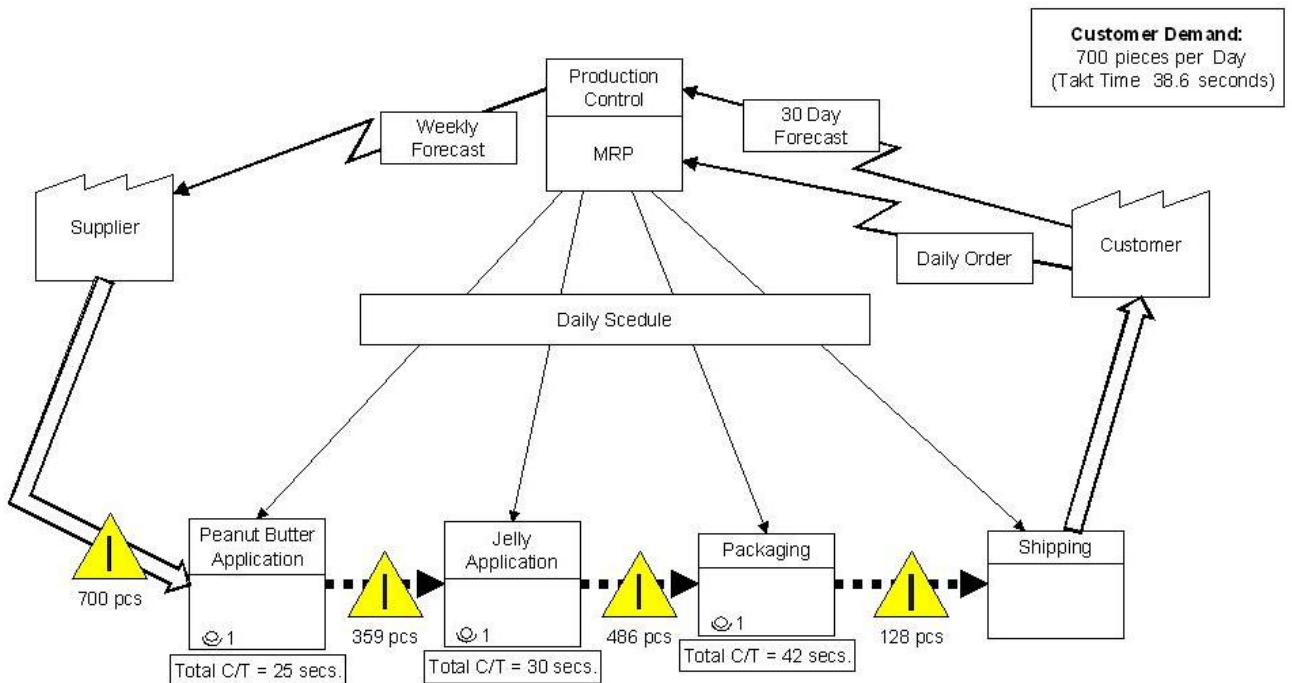 Customer Demand:
700 pieces per Day
(Takt Time 38.6 seconds)
Production
Control
MRP
Weekly
Forecast
30 Day
Forecast
Supplier
Daily Order
Customer
Daily Scedule
Peanut Butter
Application
1
Total C/T = 25 secs.
Jelly
Application
1
Total C/T = 30 secs.
Packaging
1
Total C/T = 42 secs.
Shipping
I
700 pcs
I
359 pcs
I
486 pcs
I
128 pcs